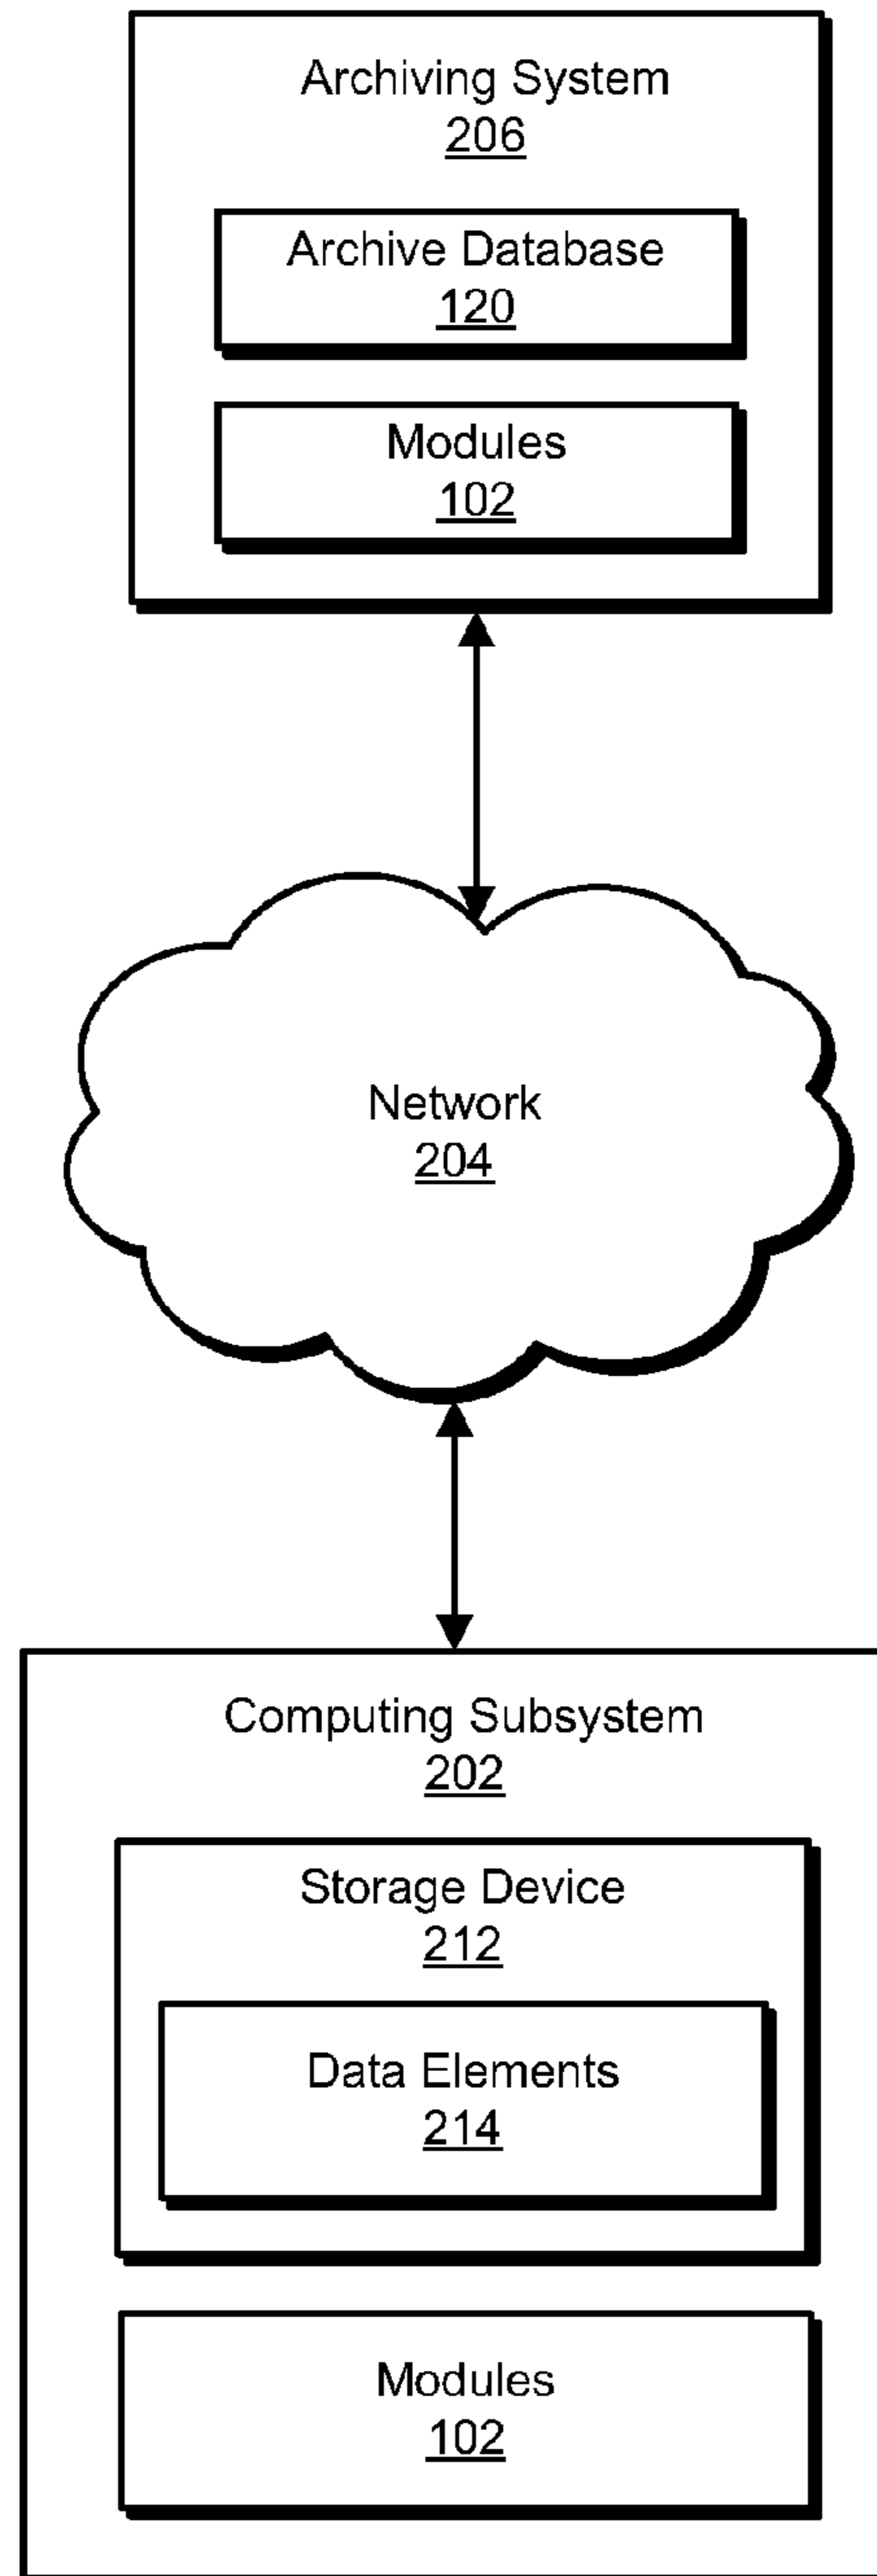 Archiving System
206
Archive Database
120
Modules
102
Network
204
Computing Subsystem
202
Storage Device
212
Data Elements
214
Modules
102